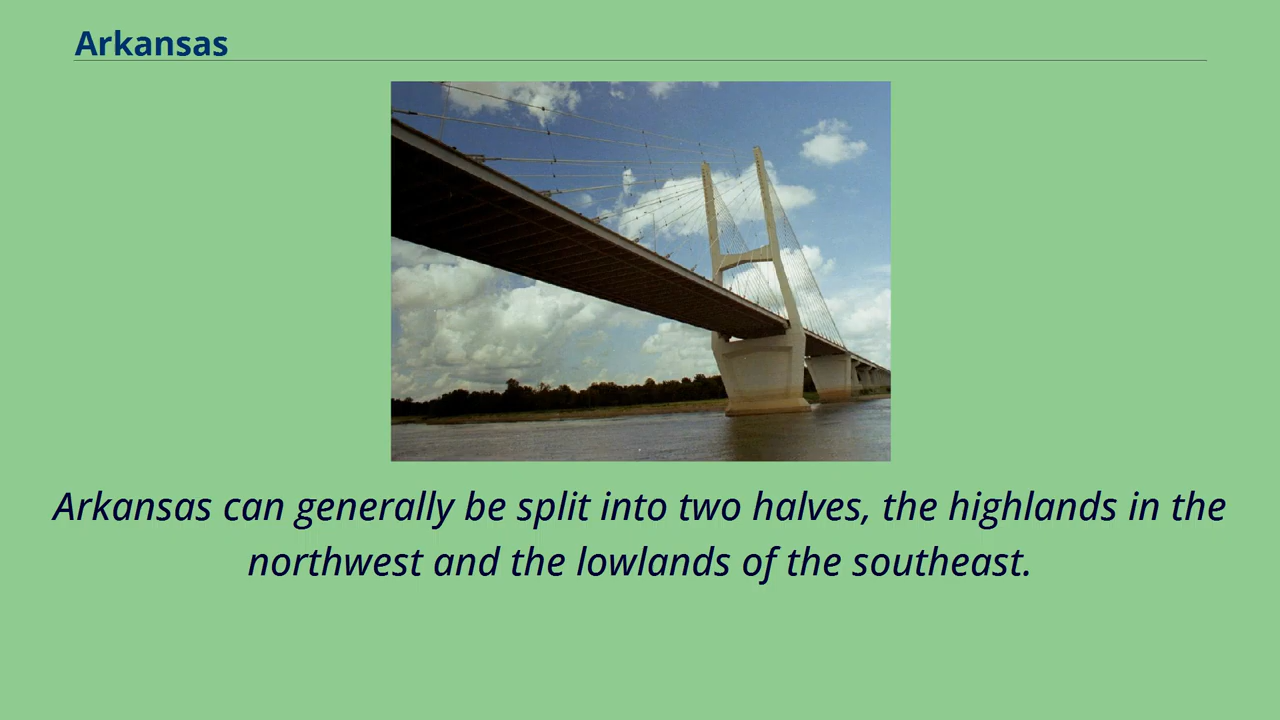 Arkansas
Arkansas can generally be split into two halves, the highlands in the
northwest and the lowlands of the southeast.